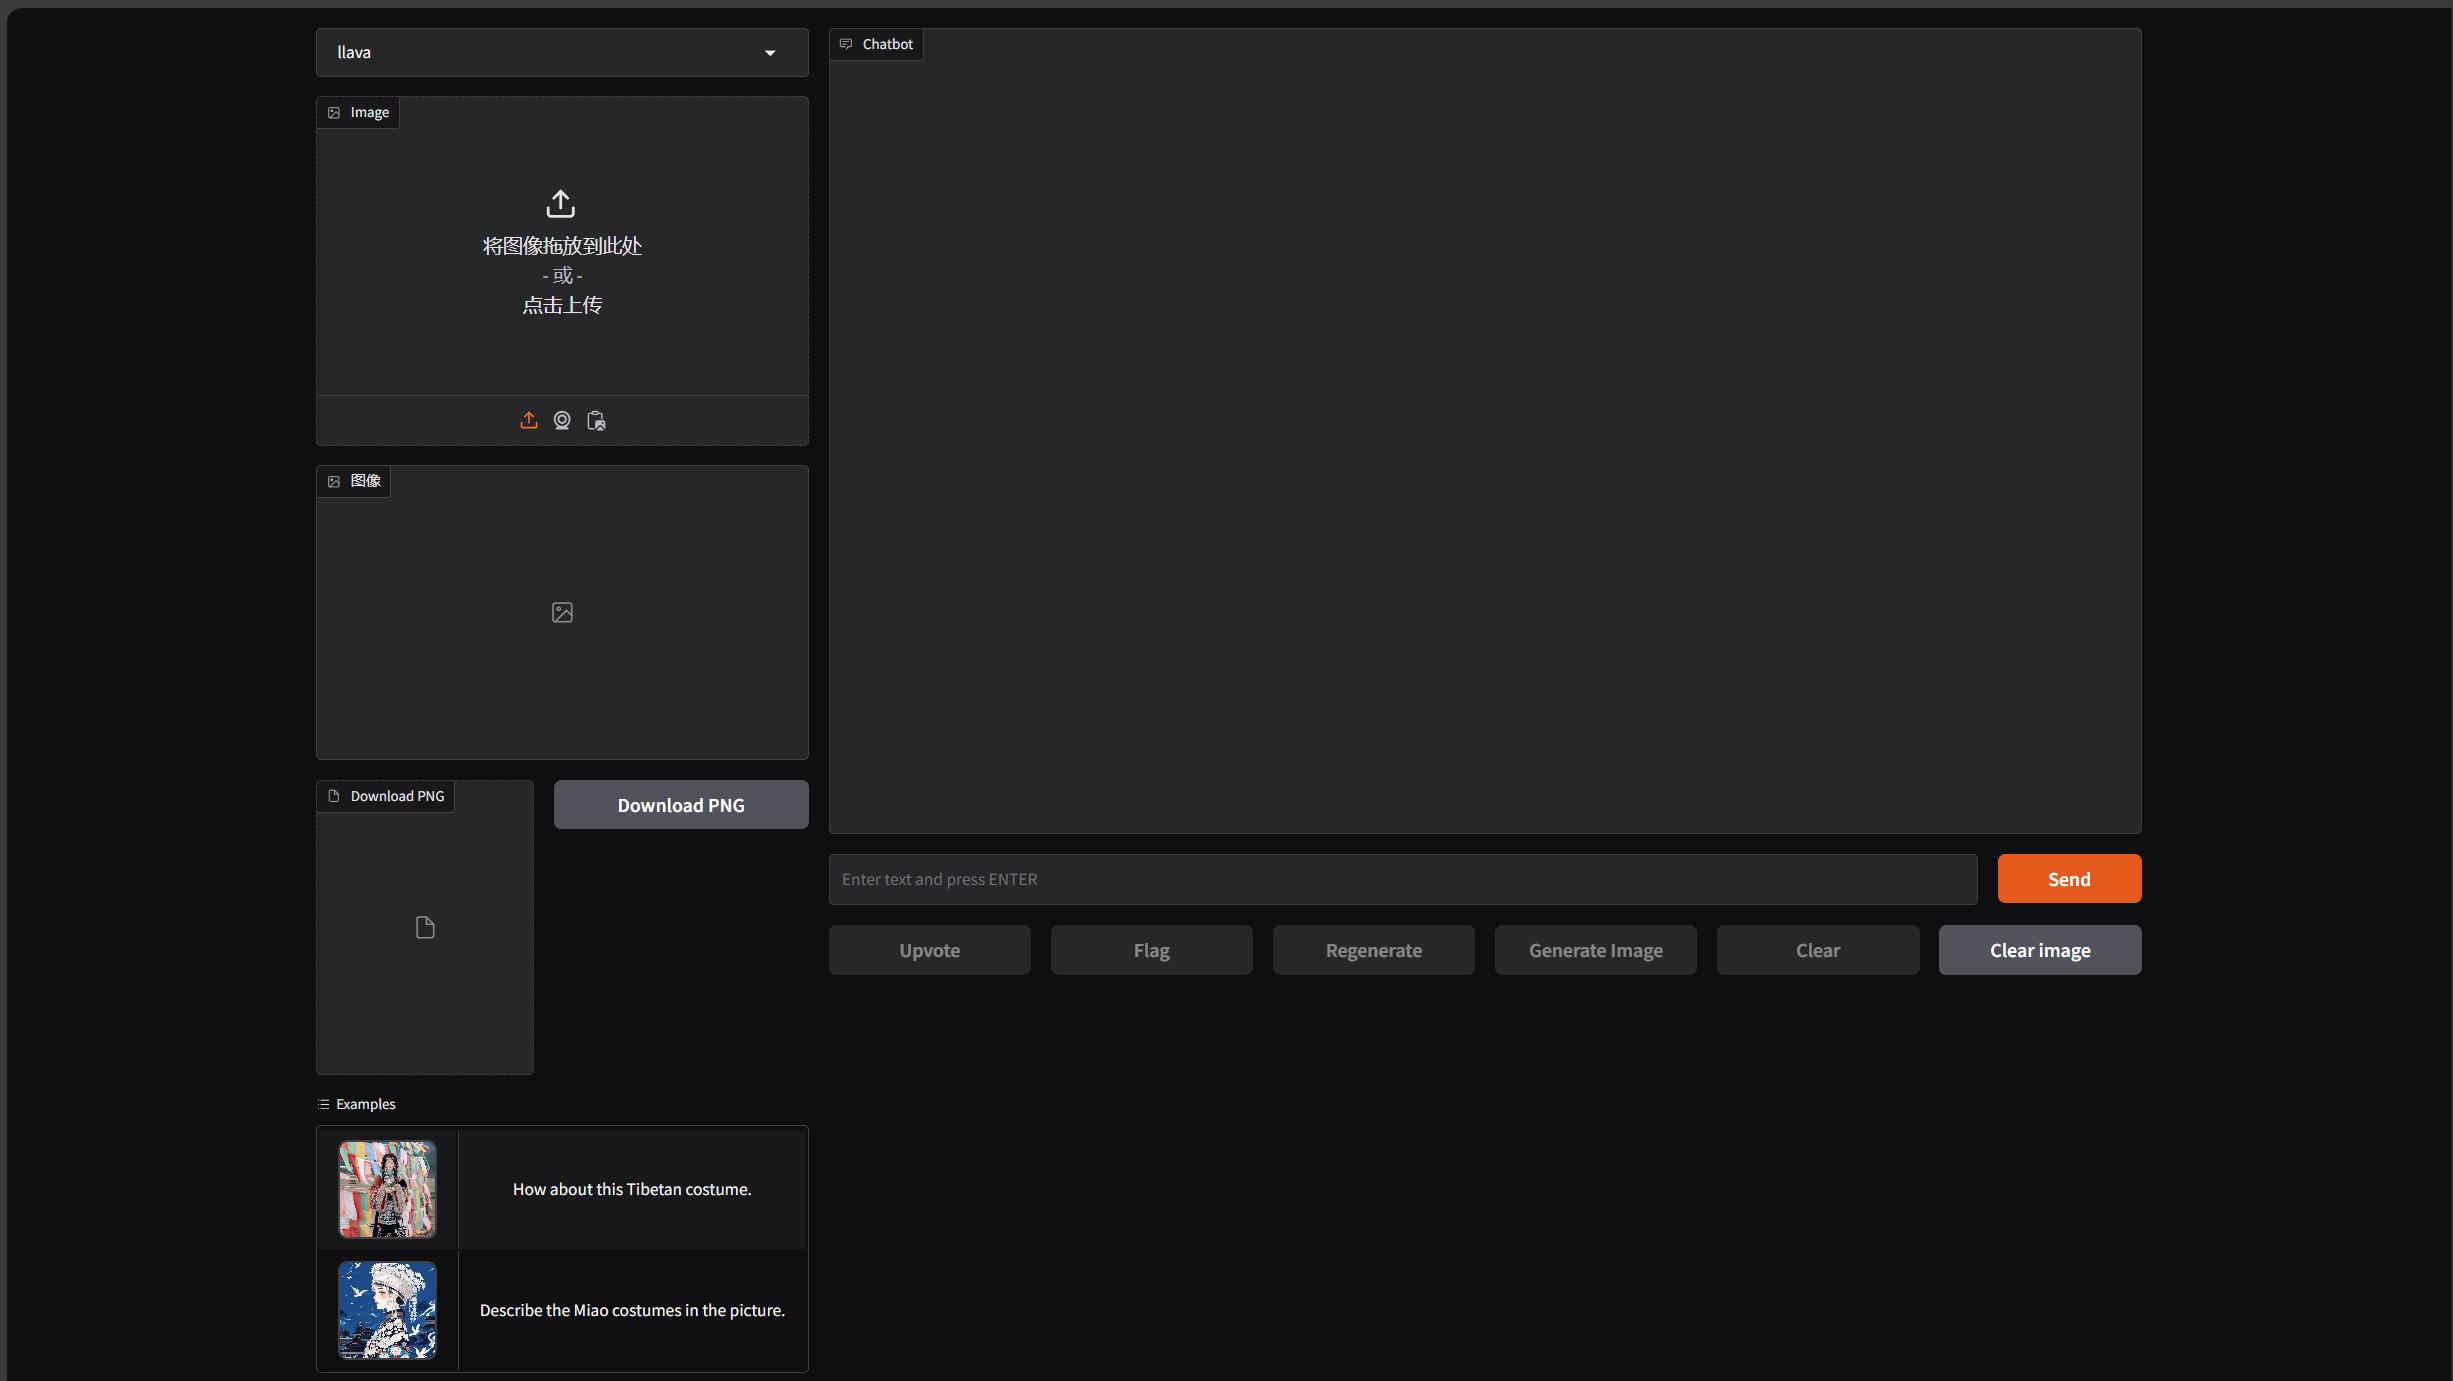 llava
Image
将图像拖放到此处
- 或 -
点击上传
图像
Download PNG
Download PNG
Examples
How about this Tibetan costume.
Describe the Miao costumes in the picture.
Chatbot
Enter text and press ENTER
Send
Upvote
Flag
Regenerate
Generate Image
Clear
Clear image